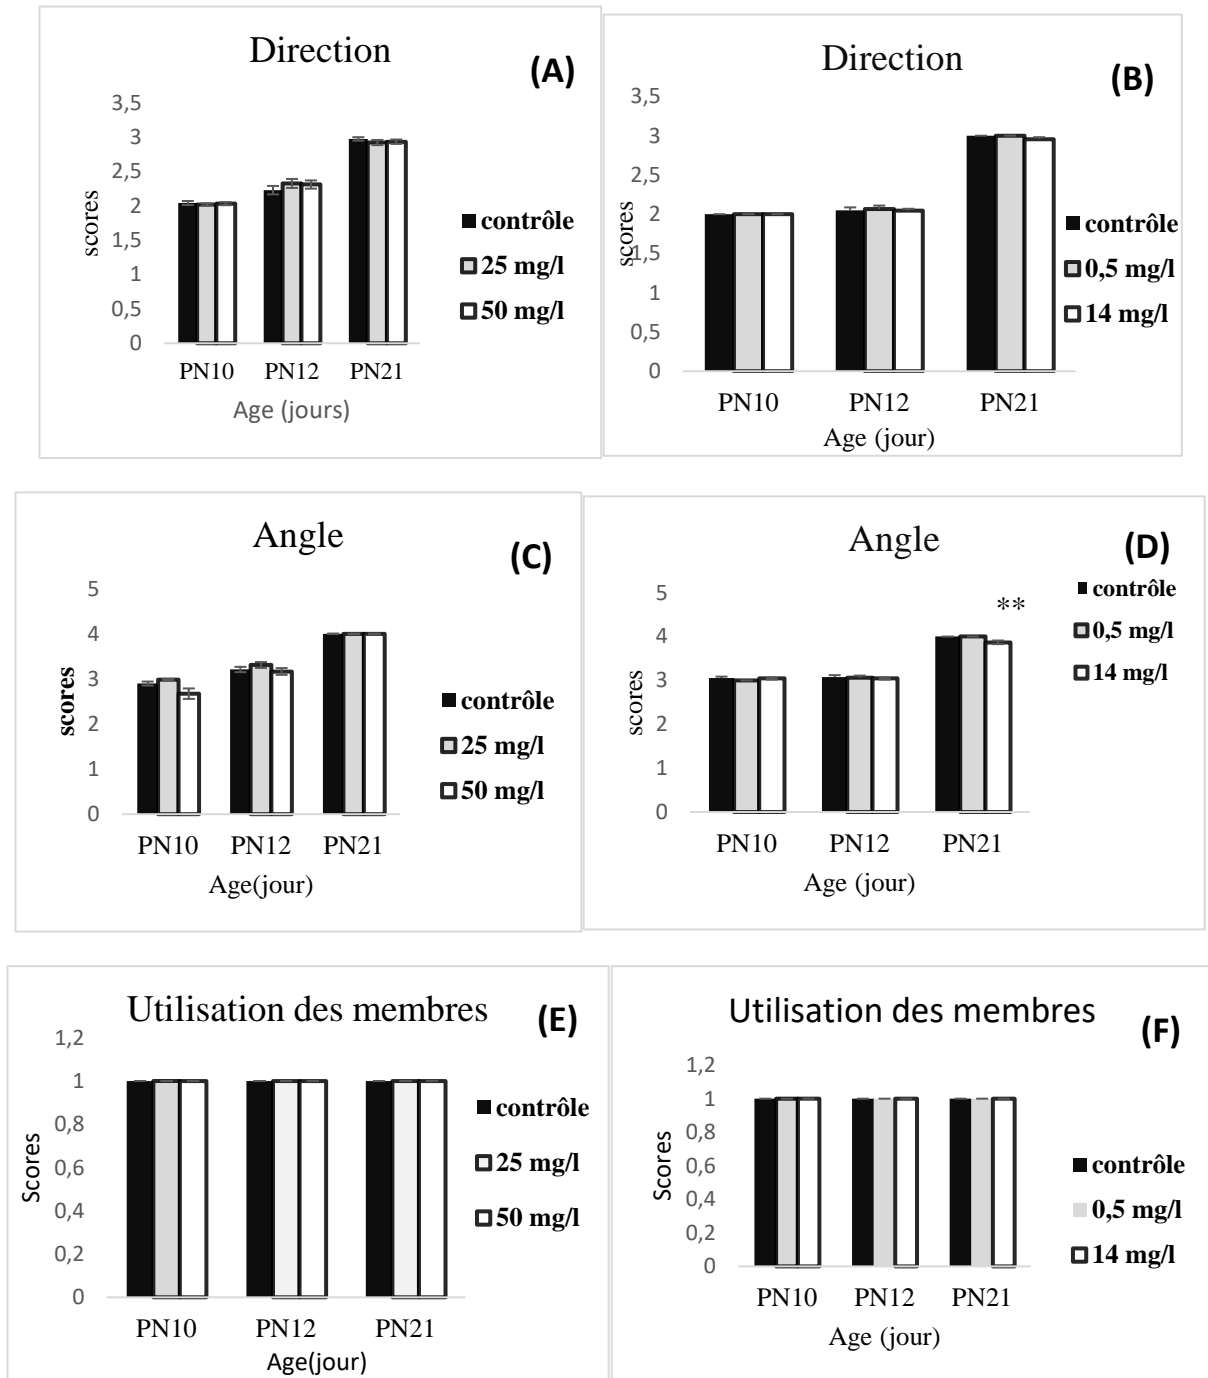 Direction
(A)
3,5
3
2,5
2
1,5
1
0,5
0
scores
PN10 PN12 PN21
Age (jours)
contrôle
25 mg/l
50 mg/l
Direction
(B)
3,5
3
2,5
2
1,5
1
0,5
0
scores
PN10 PN12 PN21
Age (jour)
contrôle
0,5 mg/l
14 mg/l
Angle
(C)
5
4
3
2
1
0
scores
PN10 PN12 PN21
Age(jour)
contrôle
25 mg/l
50 mg/l
Angle
(D)
5
4
3
2
1
0
scores
**
PN10 PN12 PN21
Age (jour)
contrôle
0,5 mg/l
14 mg/l
Utilisation des membres
(E)
1,2
1
0,8
0,6
0,4
0,2
0
Scores
PN10 PN12 PN21
Age(jour)
contrôle
25 mg/l
50 mg/l
Utilisation des membres
(F)
1,2
1
0,8
0,6
0,4
0,2
0
Scores
PN10 PN12 PN21
Age (jour)
contrôle
0,5 mg/l
14 mg/l